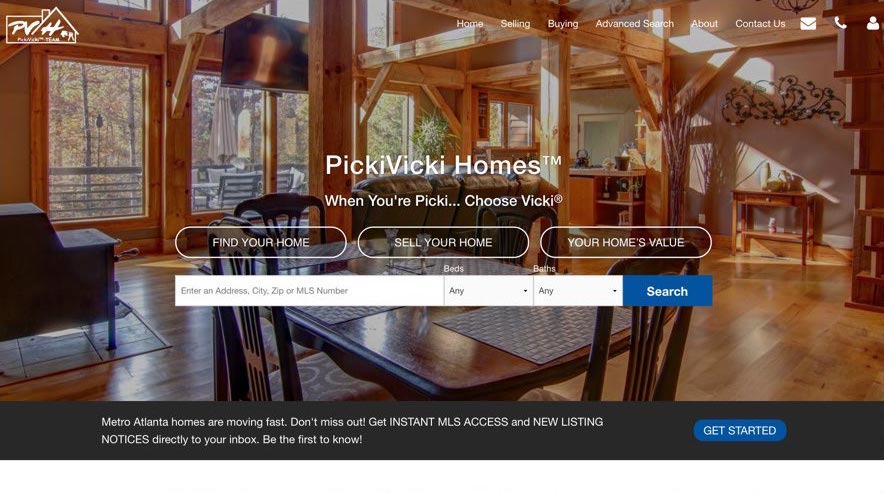 PVH
PickiVicki™ TEAM
Home Selling Buying Advanced Search About Contact Us
PickiVicki Homes™
When You're Picki... Choose Vicki®
FIND YOUR HOME SELL YOUR HOME YOUR HOME'S VALUE
Beds Baths
Enter an Address, City, Zip or MLS Number Any Any Search
Metro Atlanta homes are moving fast. Don't miss out! Get INSTANT MLS ACCESS and NEW LISTING
NOTICES directly to your inbox. Be the first to know!
GET STARTED